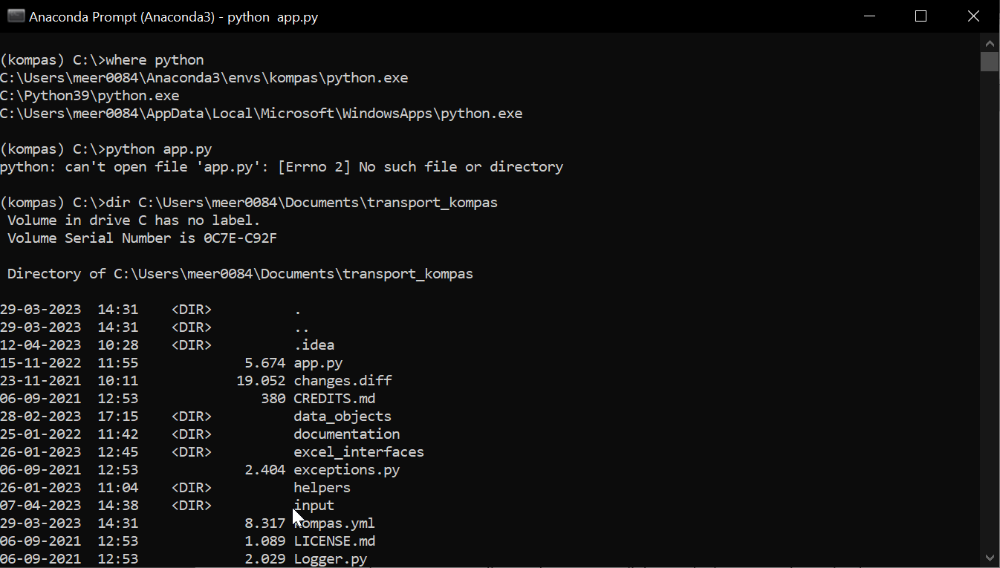 Anaconda Prompt (Anaconda3) - python  app.py
(kompas) C:\>where python
C:\Users\meer0084\Anaconda3\envs\kompas\python.exe
C:\Python39\python.exe
C:\Users\meer0084\AppData\Local\Microsoft\WindowsApps\python.exe
(kompas) C:\>python app.py
python: can't open file 'app.py': [Errno 2] No such file or directory
(kompas) C:\>dir C:\Users\meer0084\Documents\transport_kompas
 Volume in drive C has no label.
 Volume Serial Number is 0C7E-C92F
 Directory of C:\Users\meer0084\Documents\transport_kompas
29-03-2023  14:31    <DIR>          .
29-03-2023  14:31    <DIR>          ..
12-04-2023  10:28    <DIR>          .idea
15-11-2022  11:55             5.674 app.py
23-11-2021  10:11            19.052 changes.diff
06-09-2021  12:53               380 CREDITS.md
28-02-2023  17:15    <DIR>          data_objects
25-01-2022  11:42    <DIR>          documentation
26-01-2023  12:45    <DIR>          excel_interfaces
06-09-2021  12:53             2.404 exceptions.py
26-01-2023  11:04    <DIR>          helpers
07-04-2023  14:38    <DIR>          input
29-03-2023  14:31             8.317 kompas.yml
06-09-2021  12:53             1.089 LICENSE.md
06-09-2021  12:53             2.029 Logger.py